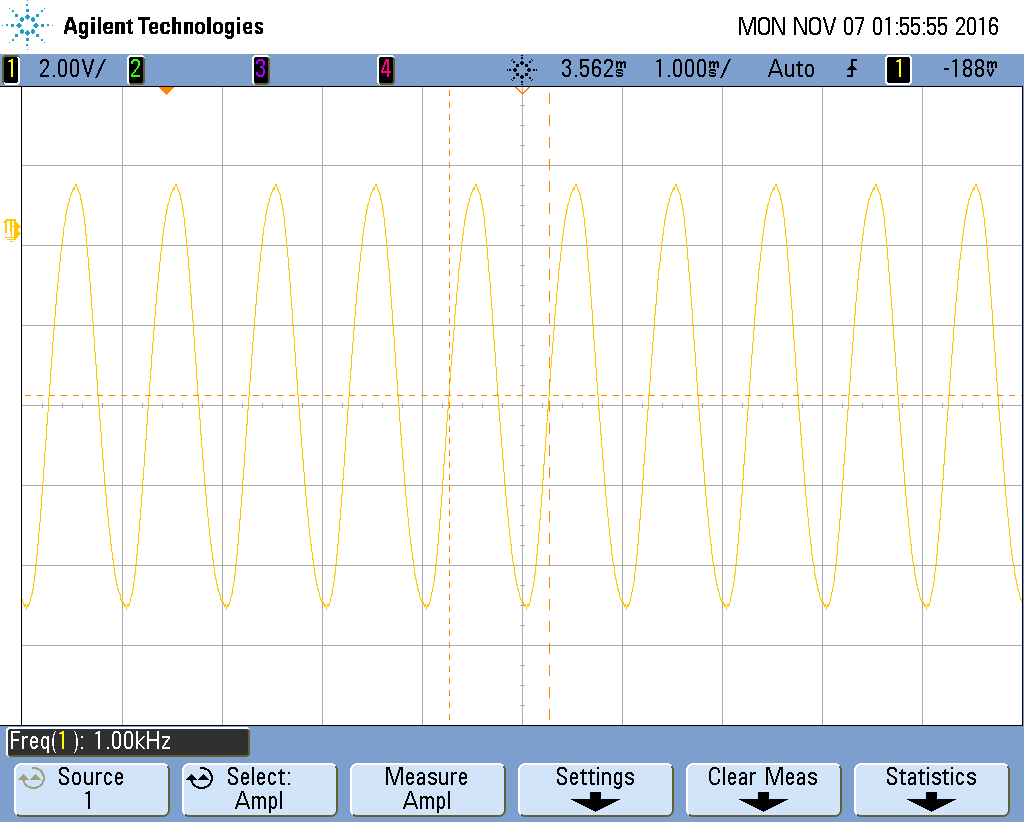 Agilent Technologies MON NOV 07 01:55:55 2016
1 2.00V/ 2 3 4 3.562ms 1.000ms/ Auto 1 -188mV
Freq(1): 1.00kHz
Source Select: Measure Settings Clear Meas Statistics
1 Ampl Ampl